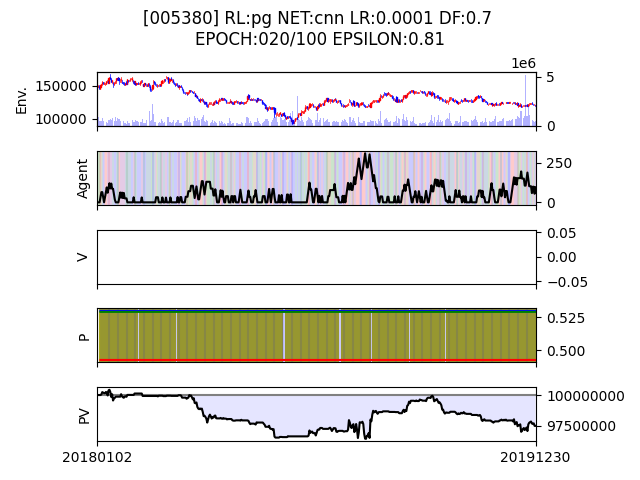 [005380] RL:pg NET:cnn LR:0.0001 DF:0.7
EPOCH:020/100 EPSILON:0.81
1e6
Env.
150000
100000
5
0
Agent
250
0
V
0.05
0.00
−0.05
P
0.525
0.500
PV
100000000
97500000
20180102
20191230